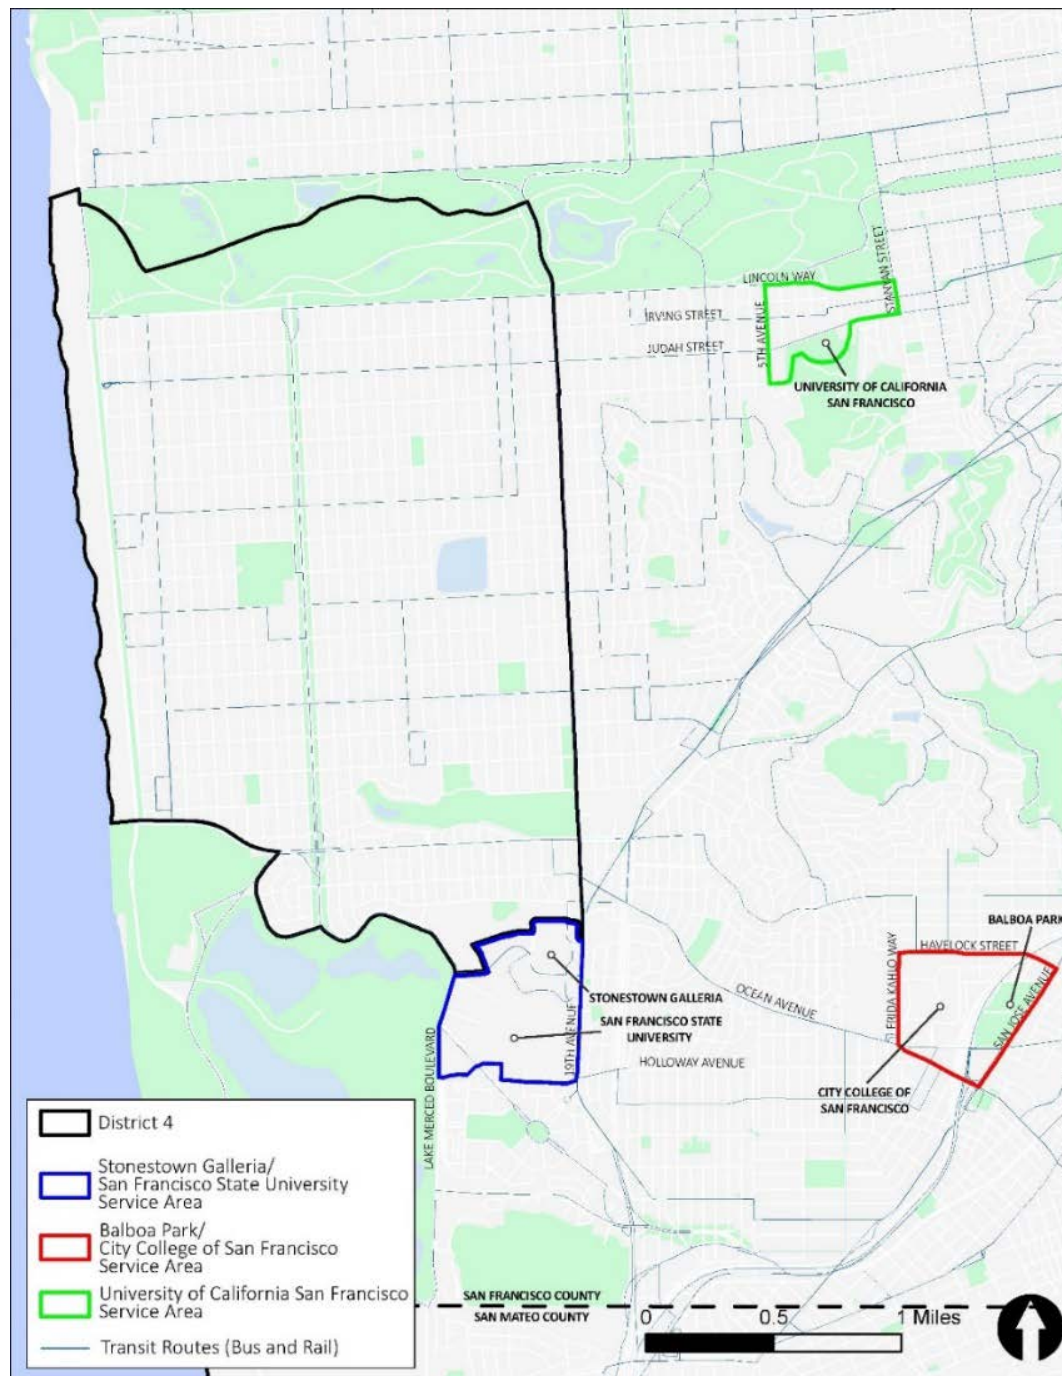 LINCOLN WAY
STANYAN STREET
IRVING STREET
5TH AVENUE
JUDAH STREET
UNIVERSITY OF CALIFORNIA
SAN FRANCISCO
BALBOA PARK
HAVELOCK STREET
FRIDA KAHLO WAY
SAN JOSE AVENUE
OCEAN AVENUE
STONESTOWN GALLERIA
SAN FRANCISCO STATE
UNIVERSITY
19TH AVENUE
HOLLOWAY AVENUE
LAKE MERCED BOULEVARD
CITY COLLEGE OF
SAN FRANCISCO
District 4
Stonestown Galleria/
San Francisco State University
Service Area
Balboa Park/
City College of San Francisco
Service Area
University of California San Francisco
Service Area
Transit Routes (Bus and Rail)
SAN FRANCISCO COUNTY
SAN MATEO COUNTY
0 0.5 1 Miles